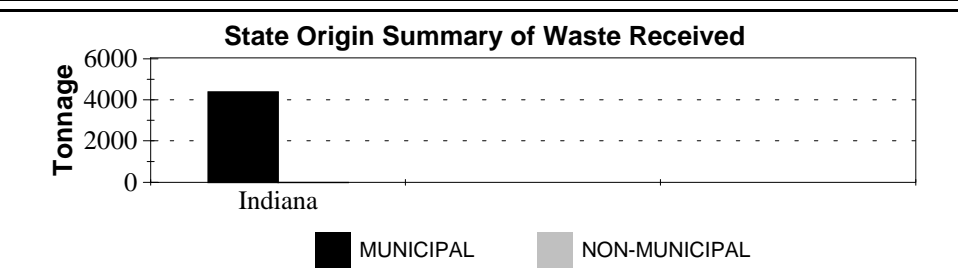 State Origin Summary of Waste Received
Tonnage
6000
4000
2000
0
Indiana
MUNICIPAL
NON-MUNICIPAL